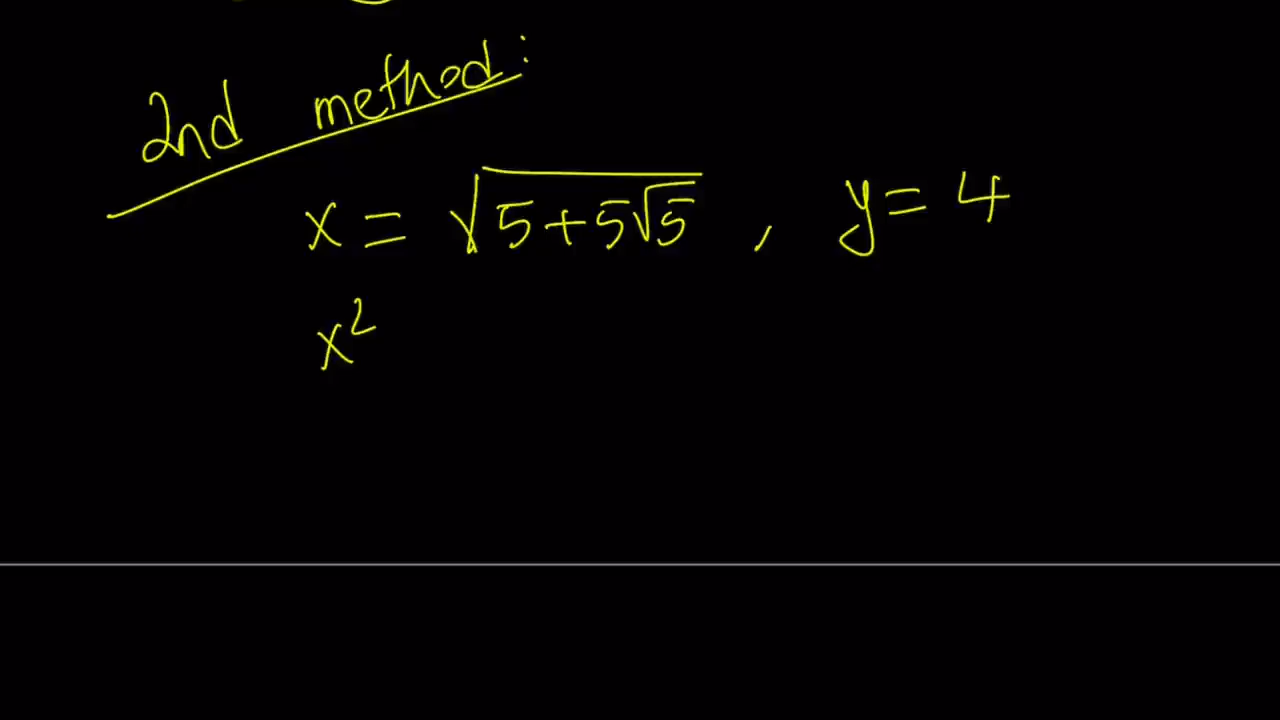 2nd method:
x = √(5+5√5) , y = 4
x²